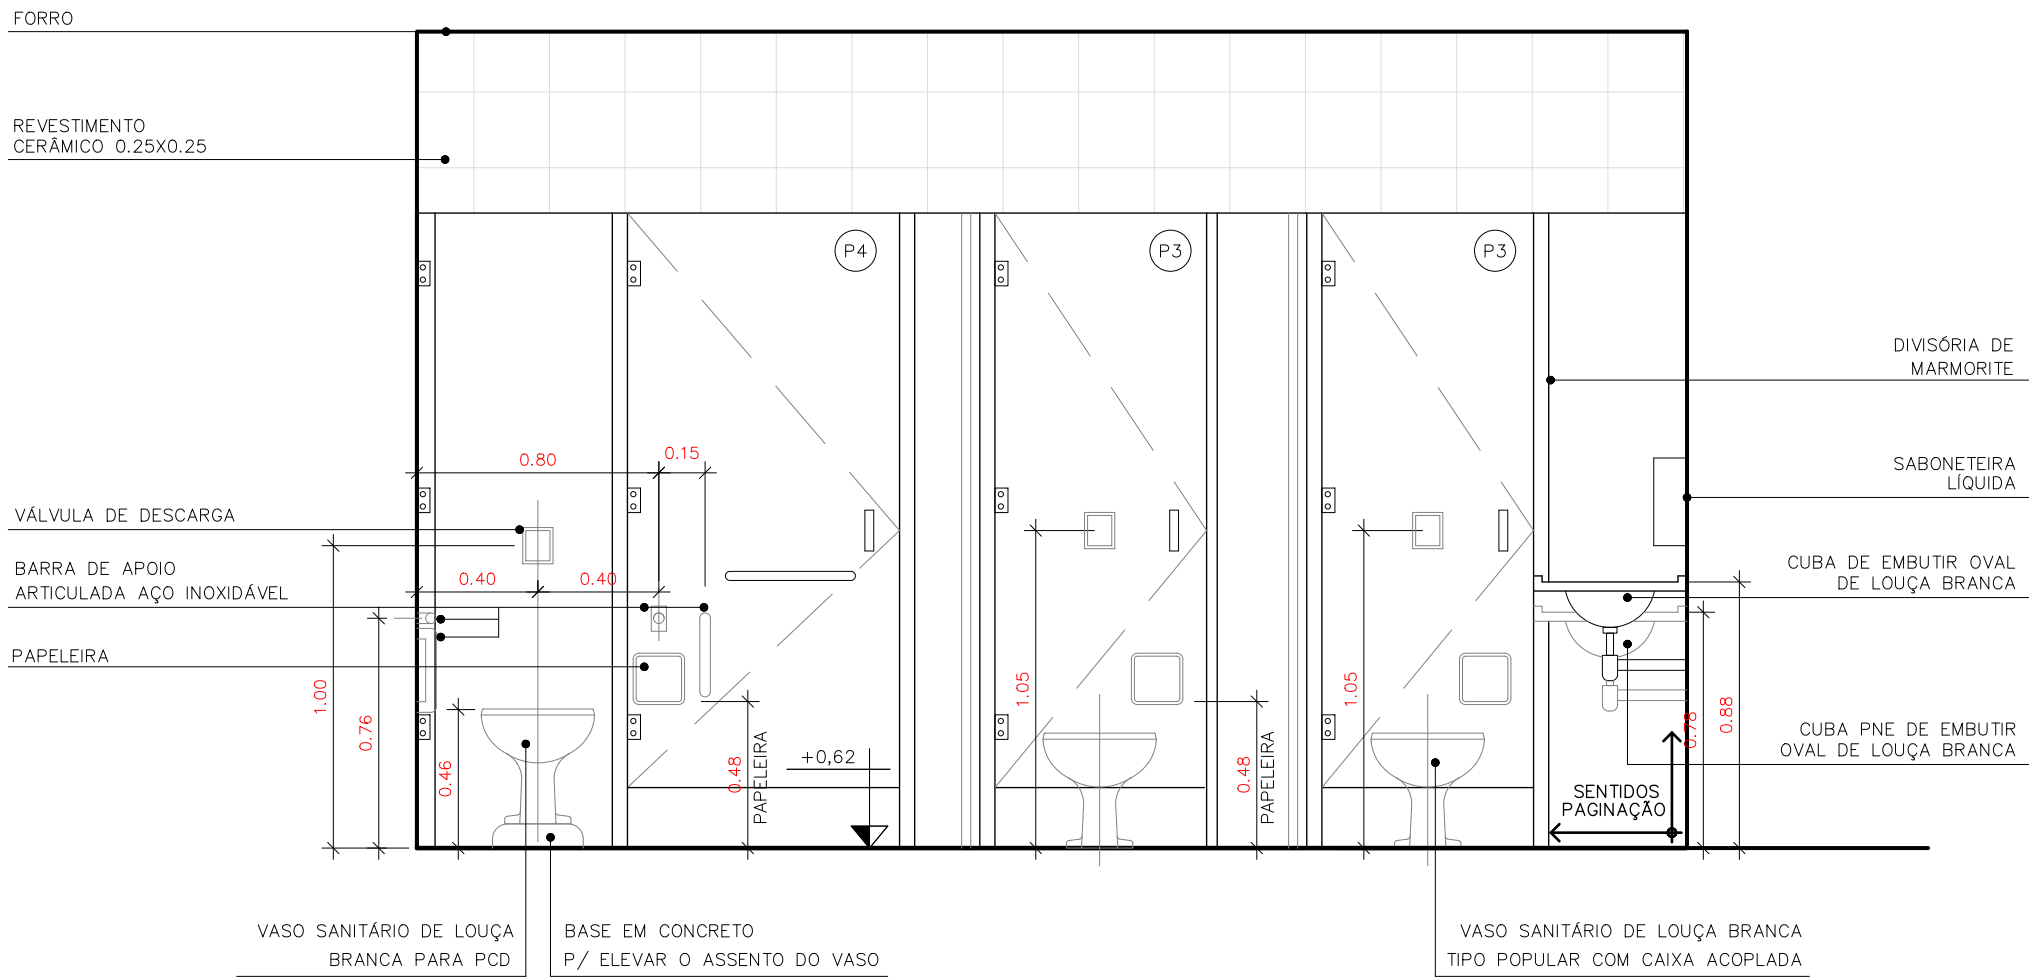 FORRO
REVESTIMENTO
CERÂMICO 0.25X0.25
P4
P3
P3
DIVISÓRIA DE
MARMORITE
0.80
0.15
SABONETEIRA
LÍQUIDA
VÁLVULA DE DESCARGA
BARRA DE APOIO
ARTICULADA AÇO INOXIDÁVEL
0.40
0.40
CUBA DE EMBUTIR OVAL
DE LOUÇA BRANCA
PAPELEIRA
1.00
0.76
0.46
0.48
PAPELEIRA
+0,62
1.05
0.48
PAPELEIRA
1.05
0.78
0.88
CUBA PNE DE EMBUTIR
OVAL DE LOUÇA BRANCA
SENTIDOS
PAGINAÇÃO
VASO SANITÁRIO DE LOUÇA
BRANCA PARA PCD
BASE EM CONCRETO
P/ ELEVAR O ASSENTO DO VASO
VASO SANITÁRIO DE LOUÇA BRANCA
TIPO POPULAR COM CAIXA ACOPLADA